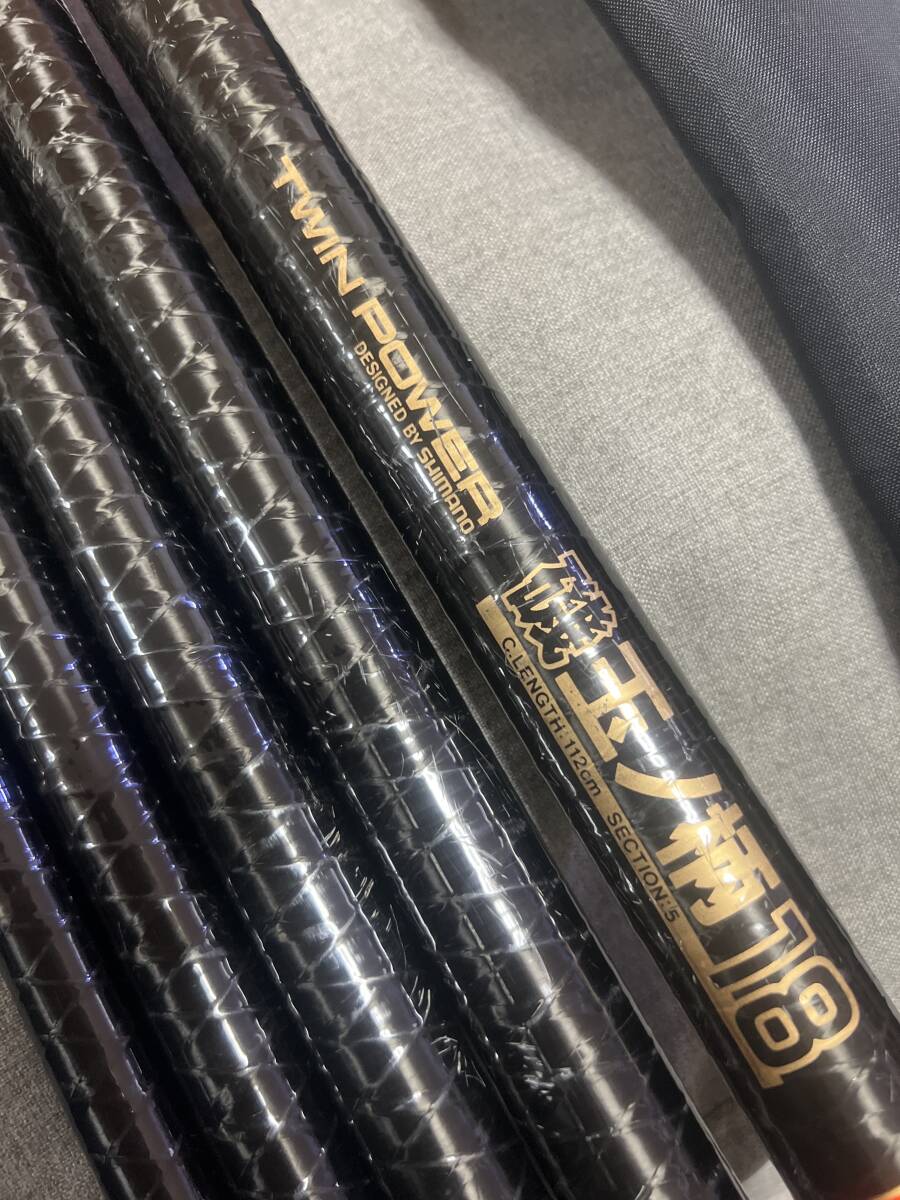 TWIN POWER
DESIGNED BY SHIMANO
磯玉ノ柄18
C.LENGTH:112cm SECTION:5